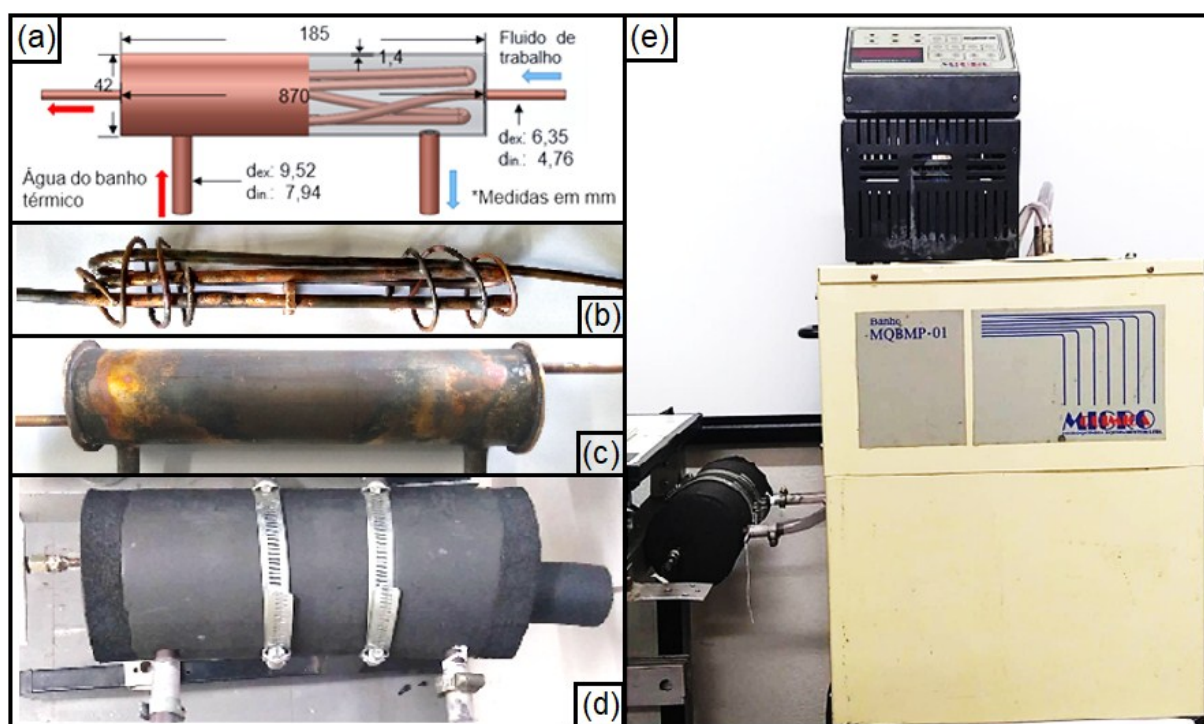 (a)
185
1,4
Fluido de
trabalho
42
870
dex: 6,35
din.: 4,76
Água do banho
térmico
dex: 9,52
din.: 7,94
*Medidas em mm
(b)
(c)
(d)
(e)
Banho
-MQBMP-01
MICRO
QUÍMICA